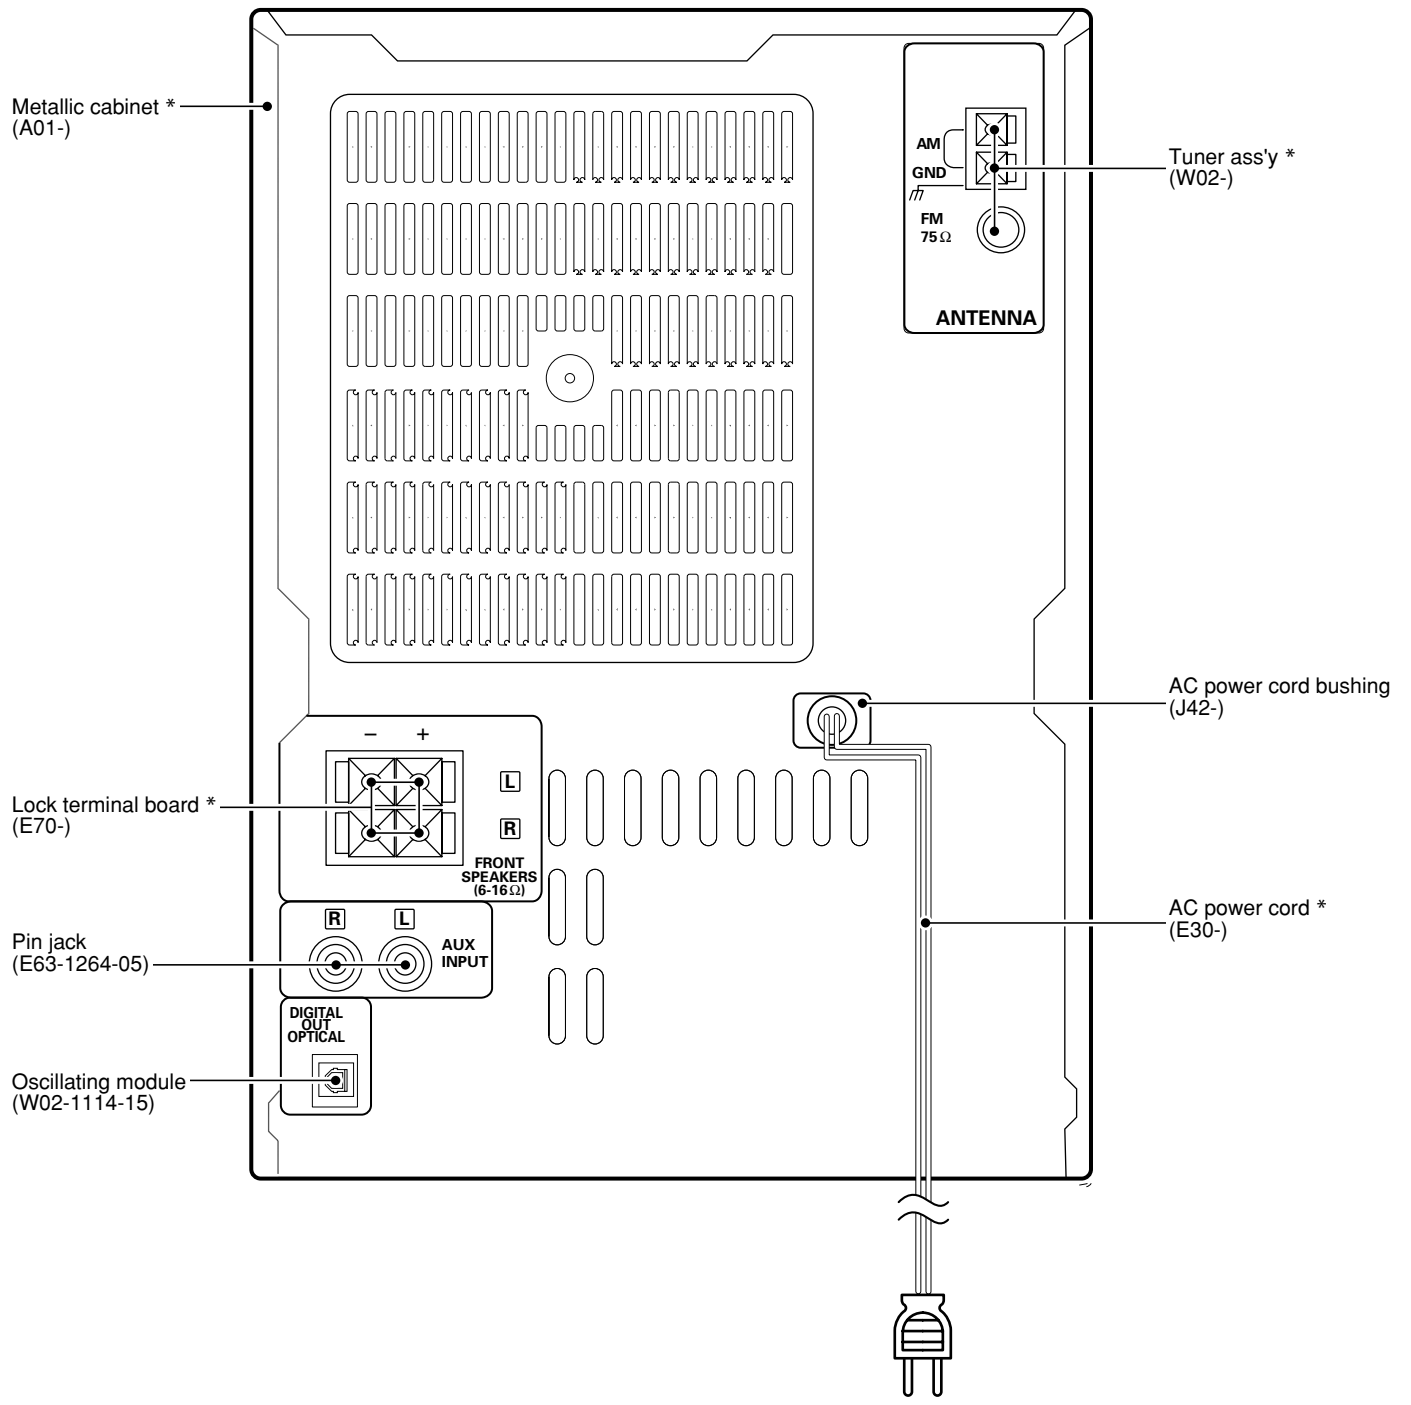 Metallic cabinet *
(A01-)
AM
GND
FM
75Ω
ANTENNA
Tuner ass'y *
(W02-)
AC power cord bushing
(J42-)
– +
L
R
FRONT
SPEAKERS
(6-16Ω)
Lock terminal board *
(E70-)
R L
AUX
INPUT
Pin jack
(E63-1264-05)
AC power cord *
(E30-)
DIGITAL
OUT
OPTICAL
Oscillating module
(W02-1114-15)